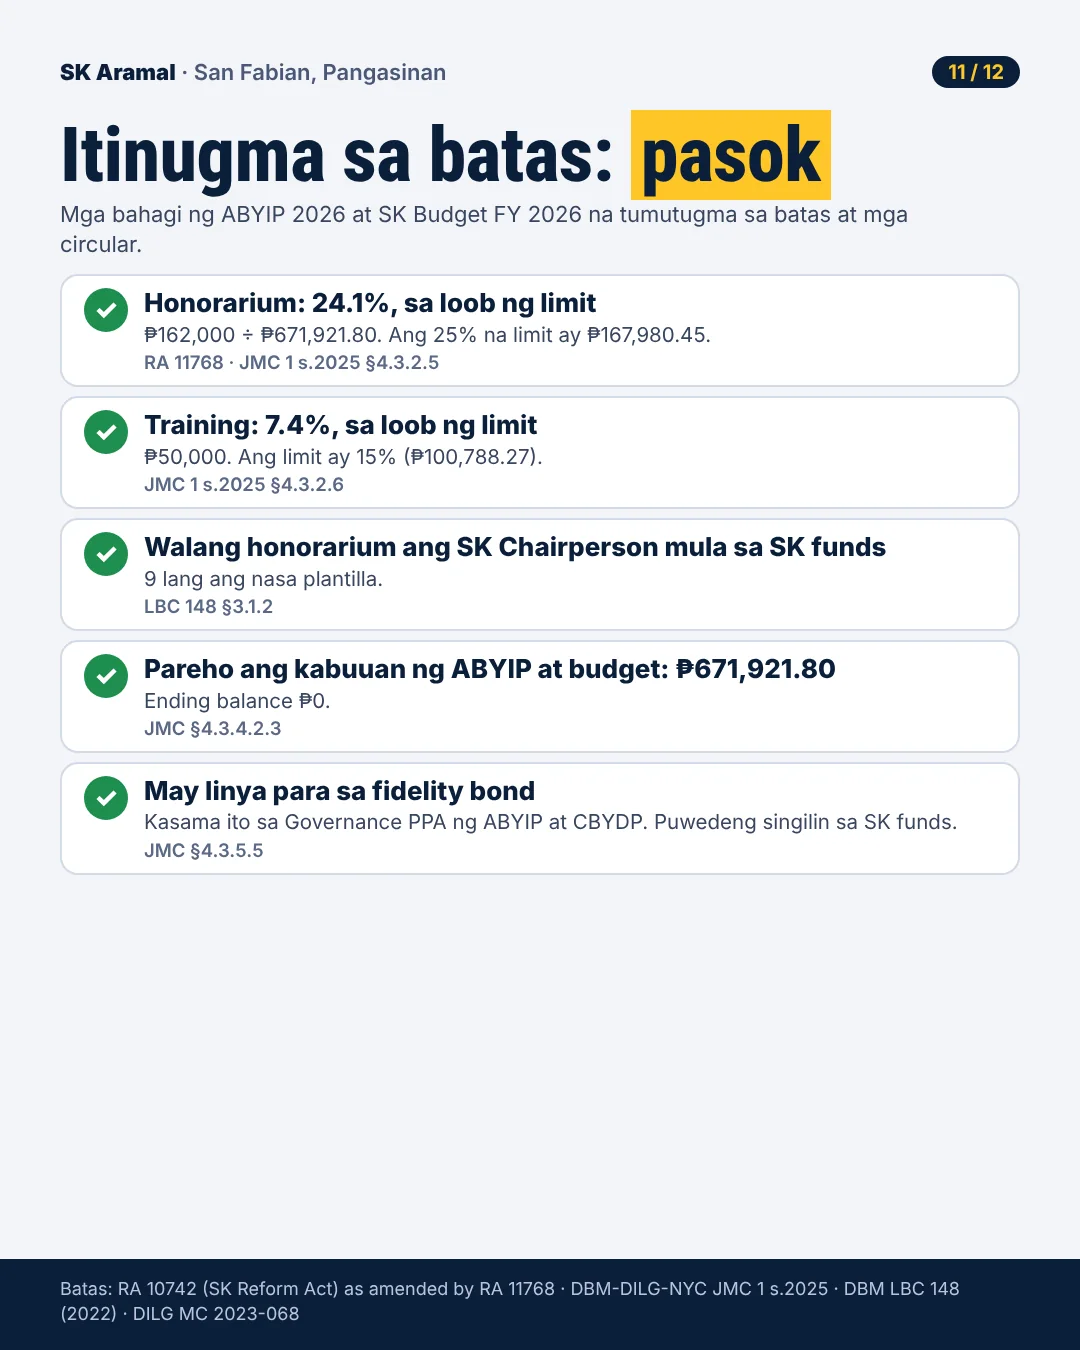 SK Aramal · San Fabian, Pangasinan
11 / 12
Itinugma sa batas: pasok
Mga bahagi ng ABYIP 2026 at SK Budget FY 2026 na tumutugma sa batas at mga
circular.
Honorarium: 24.1%, sa loob ng limit
₱162,000 ÷ ₱671,921.80. Ang 25% na limit ay ₱167,980.45.
RA 11768 · JMC 1 s.2025 §4.3.2.5
Training: 7.4%, sa loob ng limit
₱50,000. Ang limit ay 15% (₱100,788.27).
JMC 1 s.2025 §4.3.2.6
Walang honorarium ang SK Chairperson mula sa SK funds
9 lang ang nasa plantilla.
LBC 148 §3.1.2
Pareho ang kabuuan ng ABYIP at budget: ₱671,921.80
Ending balance ₱0.
JMC §4.3.4.2.3
May linya para sa fidelity bond
Kasama ito sa Governance PPA ng ABYIP at CBYDP. Puwedeng singilin sa SK funds.
JMC §4.3.5.5
Batas: RA 10742 (SK Reform Act) as amended by RA 11768 · DBM-DILG-NYC JMC 1 s.2025 · DBM LBC 148
(2022) · DILG MC 2023-068